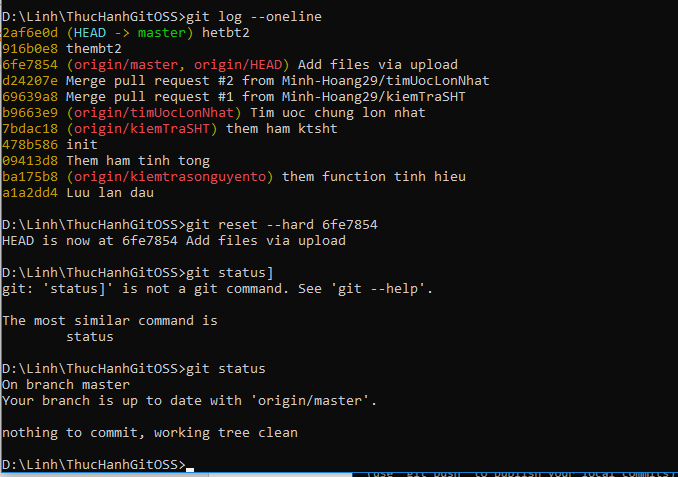 D:\Linh\ThucHanhGitOSS>git log --oneline
2af6e0d (HEAD -> master) hetbt2
916b0e8 thembt2
6fe7854 (origin/master, origin/HEAD) Add files via upload
d24207e Merge pull request #2 from Minh-Hoang29/timUocLonNhat
69639a8 Merge pull request #1 from Minh-Hoang29/kiemTraSHT
b9663e9 (origin/timUocLonNhat) Tim uoc chung lon nhat
7bdac18 (origin/kiemTraSHT) them ham ktsht
478b586 init
09413d8 Them ham tinh tong
ba175b8 (origin/kiemtrasonguyento) them function tinh hieu
a1a2dd4 Luu lan dau
D:\Linh\ThucHanhGitOSS>git reset --hard 6fe7854
HEAD is now at 6fe7854 Add files via upload
D:\Linh\ThucHanhGitOSS>git status]
git: 'status]' is not a git command. See 'git --help'.
The most similar command is
status
D:\Linh\ThucHanhGitOSS>git status
On branch master
Your branch is up to date with 'origin/master'.
nothing to commit, working tree clean
D:\Linh\ThucHanhGitOSS>
(use "git push" to publish your local commits)